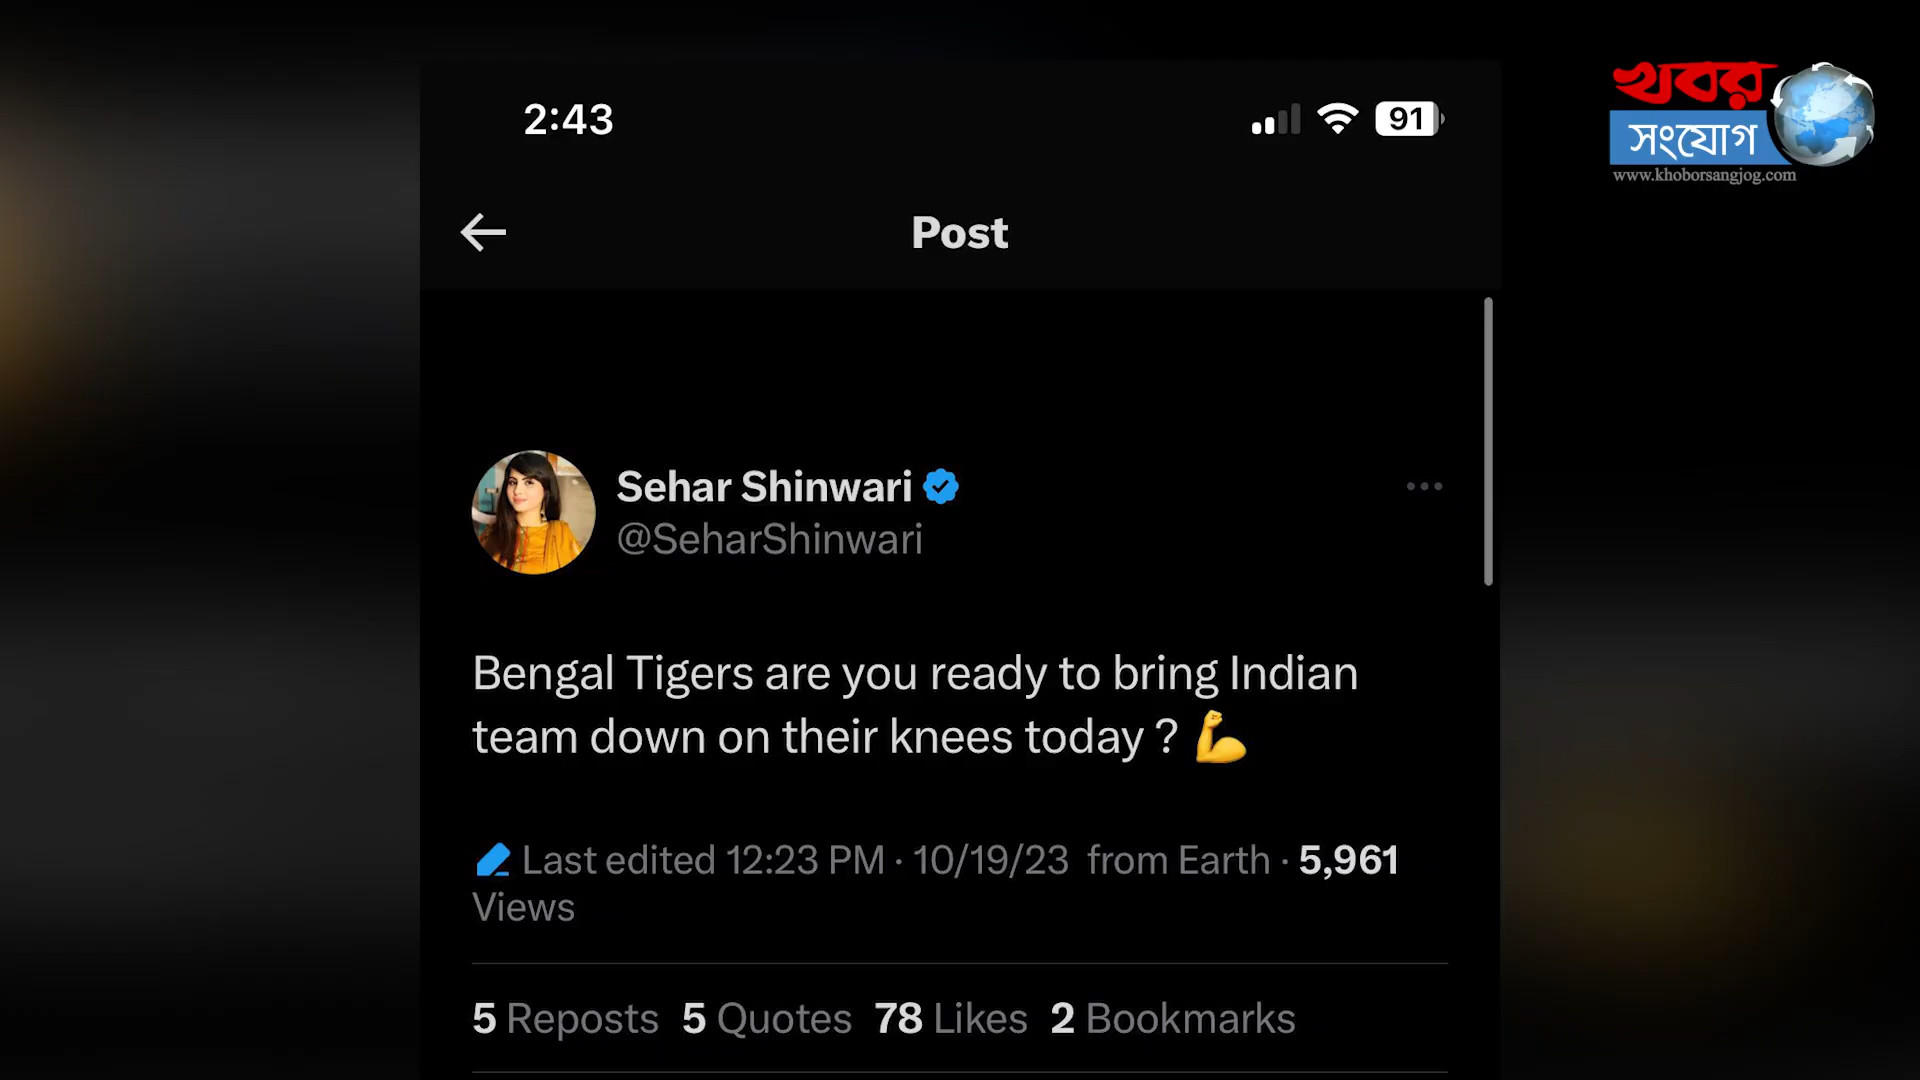 2:43
91
খবর
সংযোগ
www.khoborsangjog.com
Post
Sehar Shinwari
@SeharShinwari
Bengal Tigers are you ready to bring Indian
team down on their knees today ? 💪
Last edited 12:23 PM · 10/19/23 from Earth · 5,961
Views
5 Reposts 5 Quotes 78 Likes 2 Bookmarks